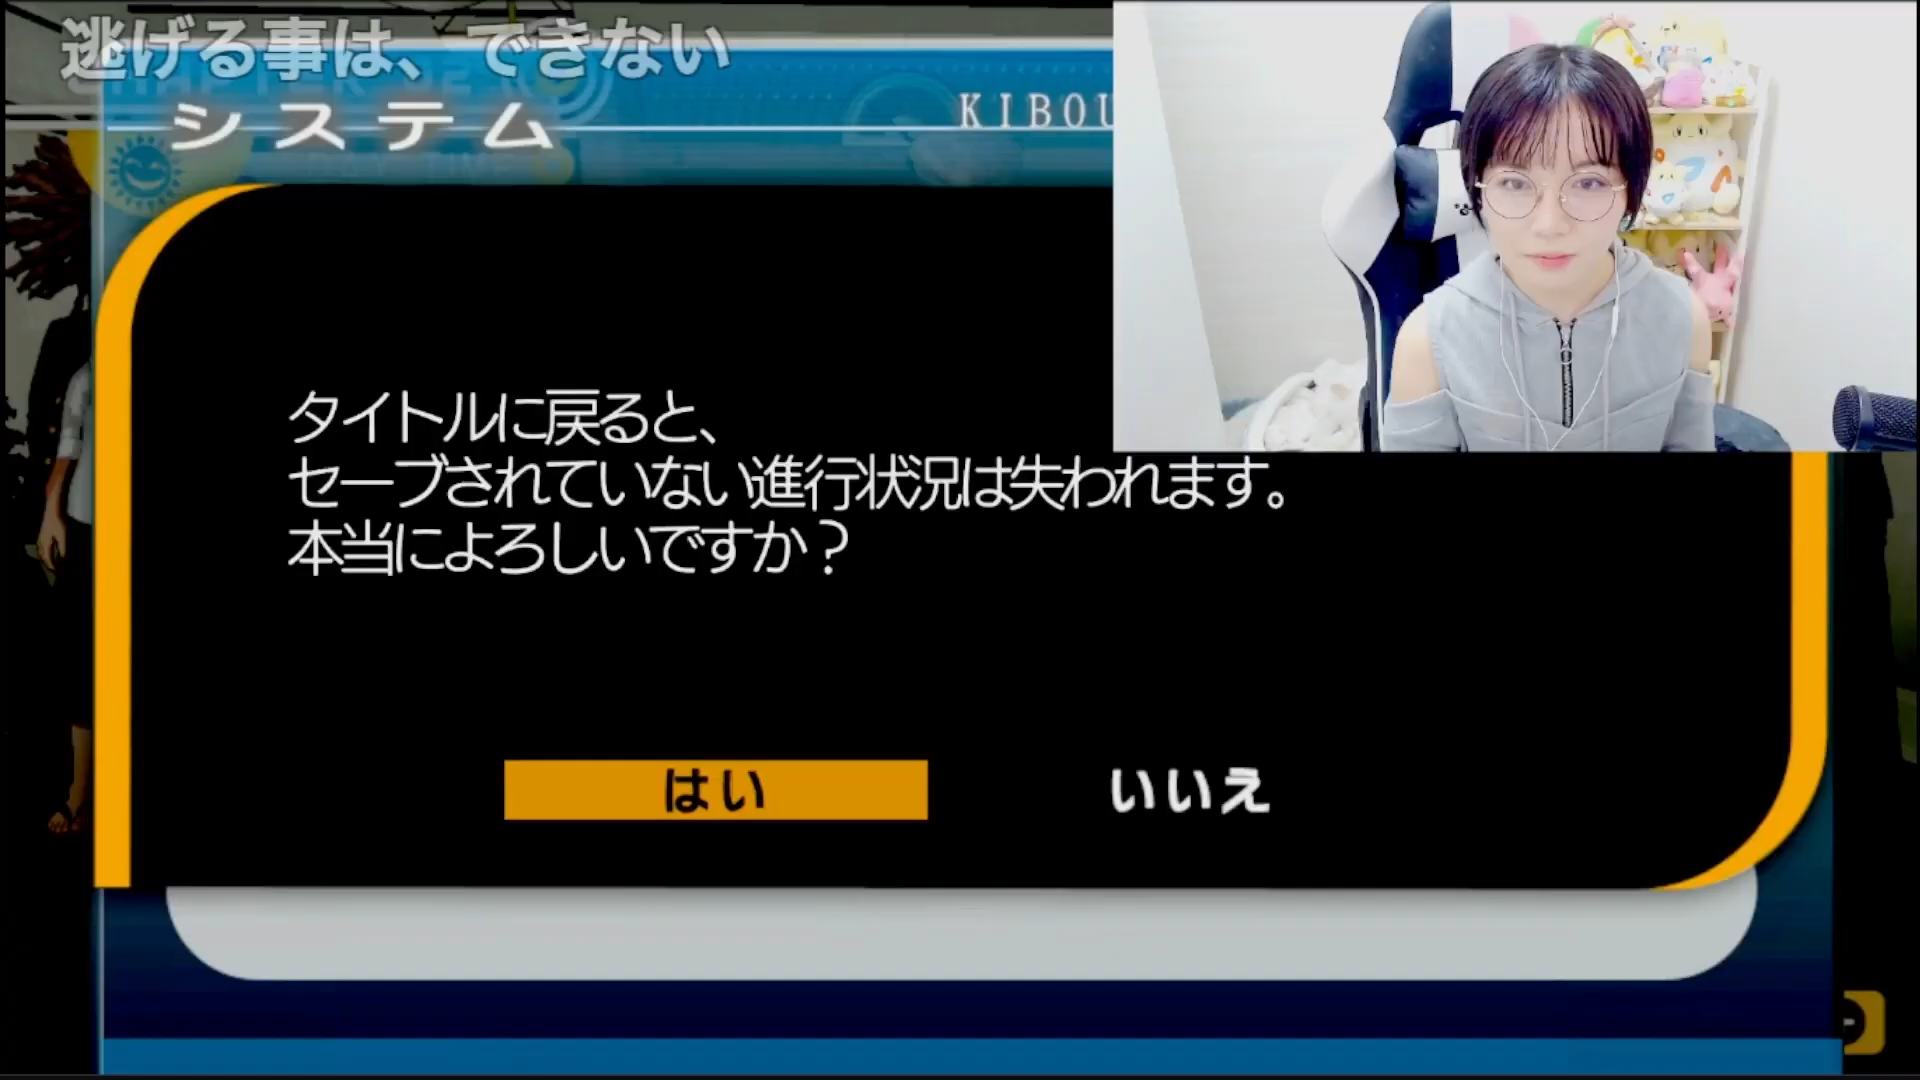 逃げる事は、できない
システム
KIBOU
タイトルに戻ると、
セーブされていない進行状況は失われます。
本当によろしいですか?
はい
いいえ